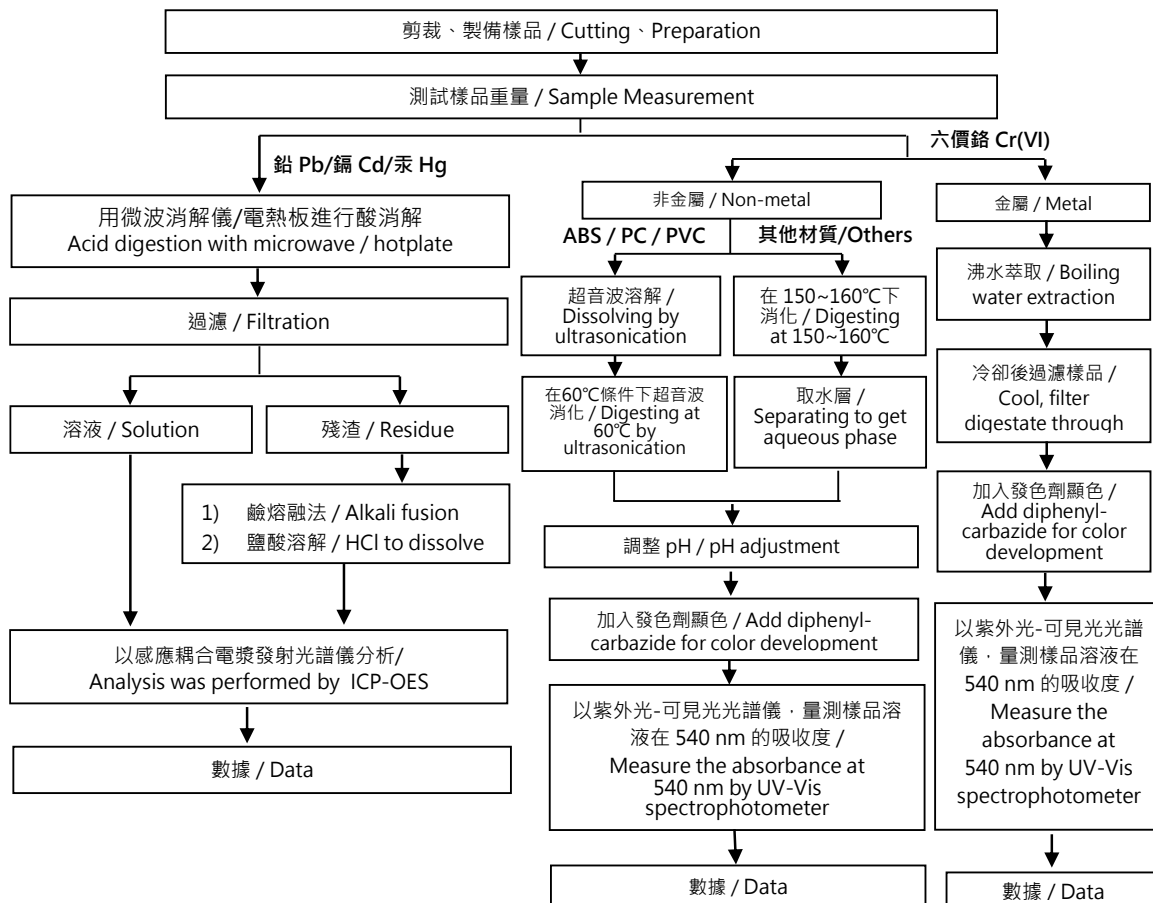 剪裁、製備樣品 / Cutting、Preparation
測試樣品重量 / Sample Measurement
鉛 Pb/鎘 Cd/汞 Hg
六價鉻 Cr(VI)
用微波消解儀/電熱板進行酸消解
Acid digestion with microwave / hotplate
過濾 / Filtration
溶液 / Solution
殘渣 / Residue
1) 鹼熔融法 / Alkali fusion
2) 鹽酸溶解 / HCl to dissolve
以感應耦合電漿發射光譜儀分析/
Analysis was performed by ICP-OES
數據 / Data
非金屬 / Non-metal
ABS / PC / PVC
其他材質/Others
超音波溶解 /
Dissolving by
ultrasonication
在60℃條件下超音波
消化 / Digesting at
60℃ by
ultrasonication
在 150~160℃下
消化 / Digesting
at 150~160℃
取水層 /
Separating to get
aqueous phase
調整 pH / pH adjustment
加入發色劑顯色 / Add diphenyl-
carbazide for color development
以紫外光-可見光光譜儀，量測樣品溶
液在 540 nm 的吸收度 /
Measure the absorbance at
540 nm by UV-Vis
spectrophotometer
數據 / Data
金屬 / Metal
沸水萃取 / Boiling
water extraction
冷卻後過濾樣品 /
Cool, filter
digestate through
加入發色劑顯色 /
Add diphenyl-
carbazide for color
development
以紫外光-可見光光譜
儀，量測樣品溶液在
540 nm 的吸收度 /
Measure the
absorbance at
540 nm by UV-Vis
spectrophotometer
數據 / Data